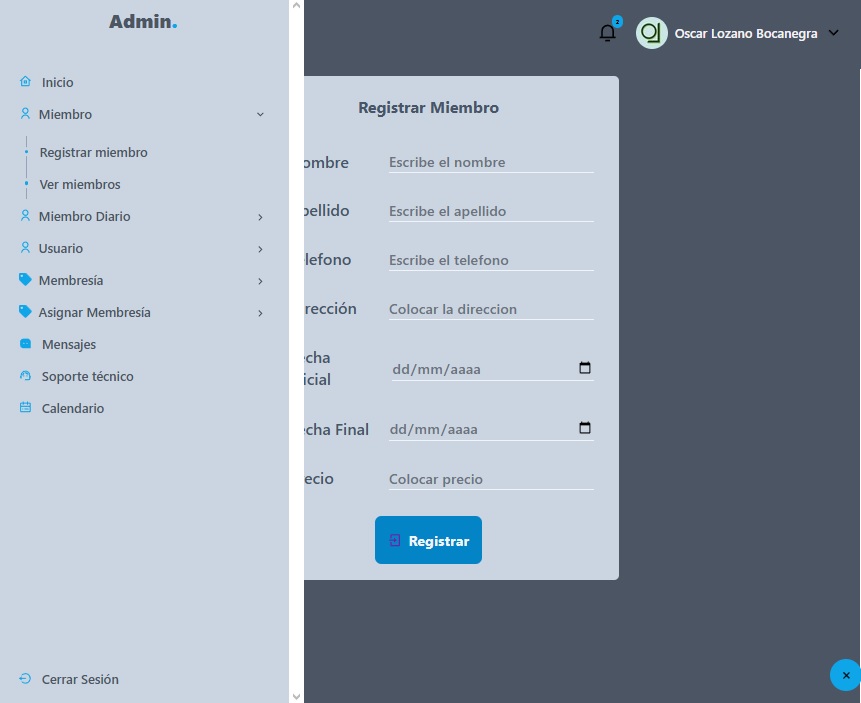 Admin.
Inicio
Miembro
Registrar miembro
Ver miembros
Miembro Diario
Usuario
Membresía
Asignar Membresía
Mensajes
Soporte técnico
Calendario
Cerrar Sesión
2
Oscar Lozano Bocanegra
Registrar Miembro
ombre Escribe el nombre
pellido Escribe el apellido
lefono Escribe el telefono
rección Colocar la direccion
echa
icial
dd/mm/aaaa
echa Final dd/mm/aaaa
ecio Colocar precio
Registrar